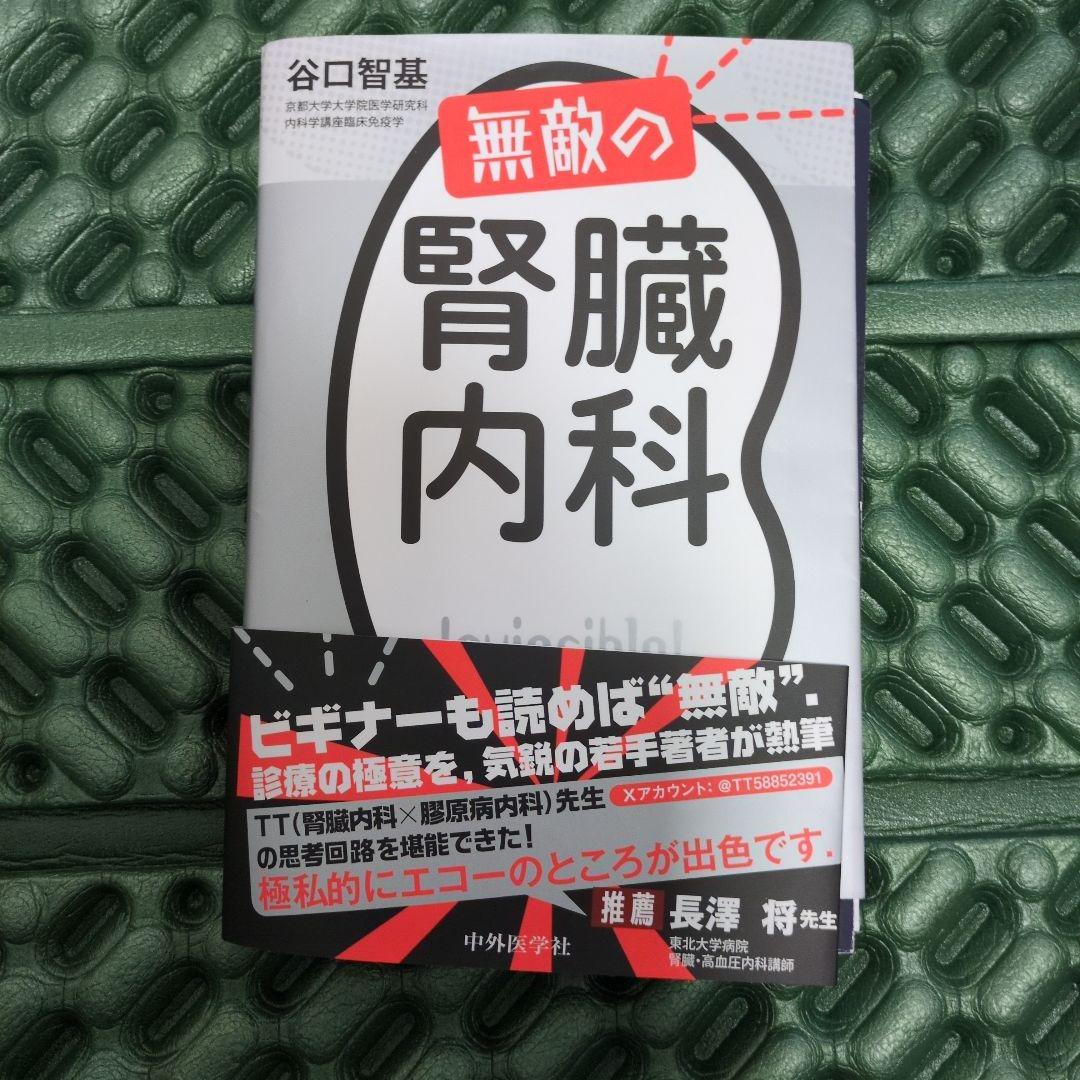 谷口智基
京都大学大学院医学研究科
内科学講座臨床免疫学
無敵の
腎臓
内科
Invincible!
ビギナーも読めば“無敵”.
診療の極意を, 気鋭の若手著者が熱筆
TT(腎臓内科×膠原病内科)先生
Xアカウント: @TT58852391
の思考回路を堪能できた!
極私的にエコーのところが出色です.
推薦 長澤 将先生
東北大学病院
腎臓・高血圧内科講師
中外医学社